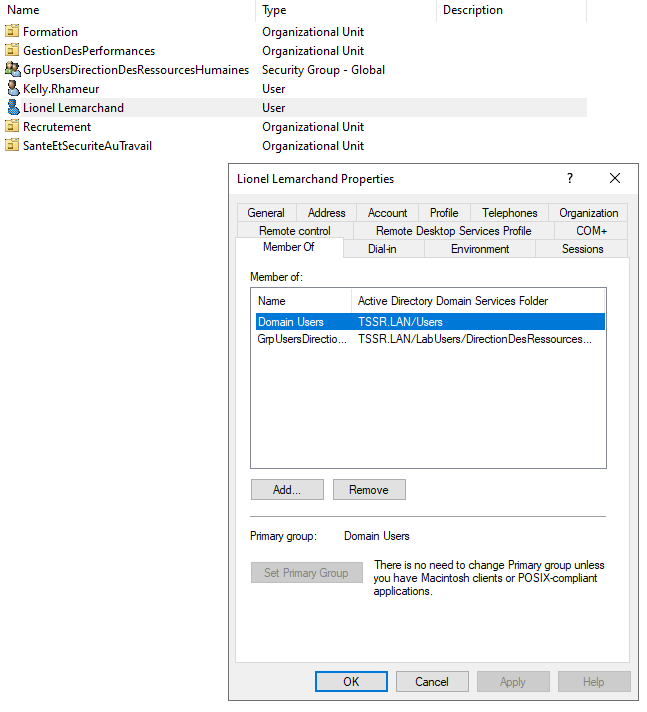 Name Type Description
Formation Organizational Unit
GestionDesPerformances Organizational Unit
GrpUsersDirectionDesRessourcesHumaines Security Group - Global
Kelly.Rhameur User
Lionel Lemarchand User
Recrutement Organizational Unit
SanteEtSecuriteAuTravail Organizational Unit
Lionel Lemarchand Properties ? X
General Address Account Profile Telephones Organization
Remote control Remote Desktop Services Profile COM+
Member Of Dial-in Environment Sessions
Member of:
Name Active Directory Domain Services Folder
Domain Users TSSR.LAN/Users
GrpUsersDirectio... TSSR.LAN/LabUsers/DirectionDesRessources...
Add... Remove
Primary group: Domain Users
Set Primary Group
There is no need to change Primary group unless
you have Macintosh clients or POSIX-compliant
applications.
OK Cancel Apply Help